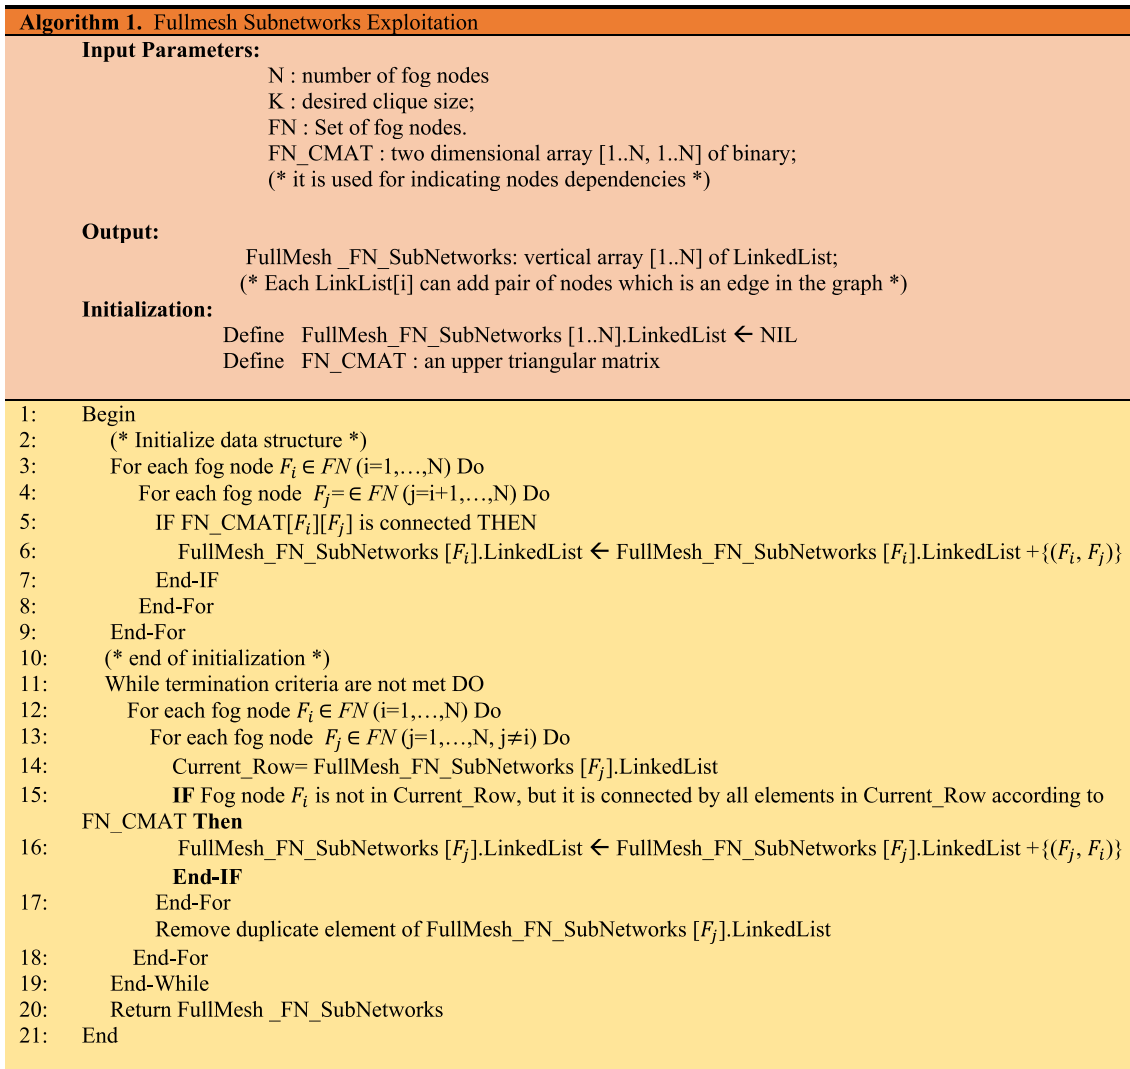 Algorithm 1. Fullmesh Subnetworks Exploitation
Input Parameters:
N : number of fog nodes
K : desired clique size;
FN : Set of fog nodes.
FN_CMAT : two dimensional array [1..N, 1..N] of binary;
(* it is used for indicating nodes dependencies *)
Output:
FullMesh _FN_SubNetworks: vertical array [1..N] of LinkedList;
(* Each LinkList[i] can add pair of nodes which is an edge in the graph *)
Initialization:
Define FullMesh_FN_SubNetworks [1..N].LinkedList ← NIL
Define FN_CMAT : an upper triangular matrix
1: Begin
2: (* Initialize data structure *)
3: For each fog node F_i ∈ FN (i=1,…,N) Do
4: For each fog node F_j= ∈ FN (j=i+1,…,N) Do
5: IF FN_CMAT[F_i][F_j] is connected THEN
6: FullMesh_FN_SubNetworks [F_i].LinkedList ← FullMesh_FN_SubNetworks [F_i].LinkedList +{(F_i, F_j)}
7: End-IF
8: End-For
9: End-For
10: (* end of initialization *)
11: While termination criteria are not met DO
12: For each fog node F_i ∈ FN (i=1,…,N) Do
13: For each fog node F_j ∈ FN (j=1,…,N, j≠i) Do
14: Current_Row= FullMesh_FN_SubNetworks [F_j].LinkedList
15: IF Fog node F_i is not in Current_Row, but it is connected by all elements in Current_Row according to
FN_CMAT Then
16: FullMesh_FN_SubNetworks [F_j].LinkedList ← FullMesh_FN_SubNetworks [F_j].LinkedList +{(F_j, F_i)}
End-IF
17: End-For
Remove duplicate element of FullMesh_FN_SubNetworks [F_j].LinkedList
18: End-For
19: End-While
20: Return FullMesh _FN_SubNetworks
21: End